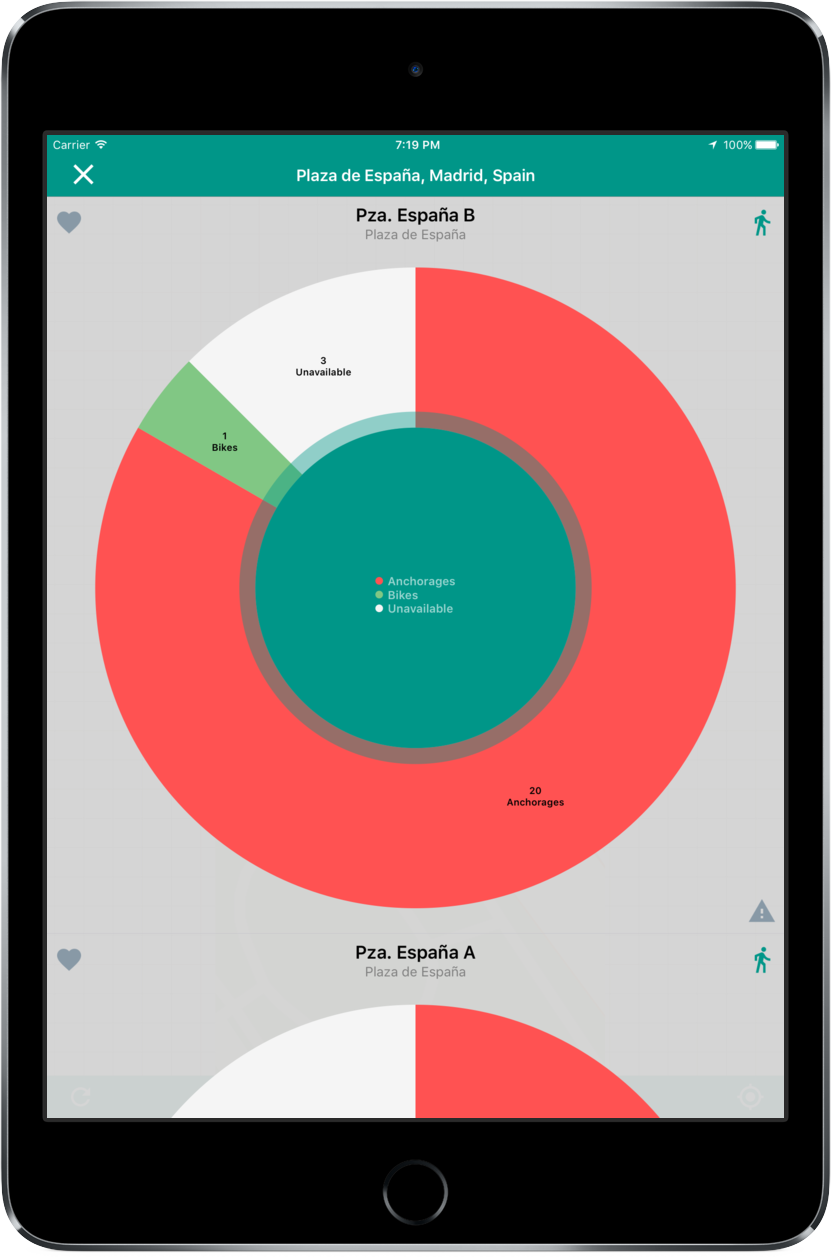 Carrier 7:19 PM 100%
Plaza de España, Madrid, Spain
Pza. España B
Plaza de España
3
Unavailable
1
Bikes
Anchorages
Bikes
Unavailable
20
Anchorages
Pza. España A
Plaza de España